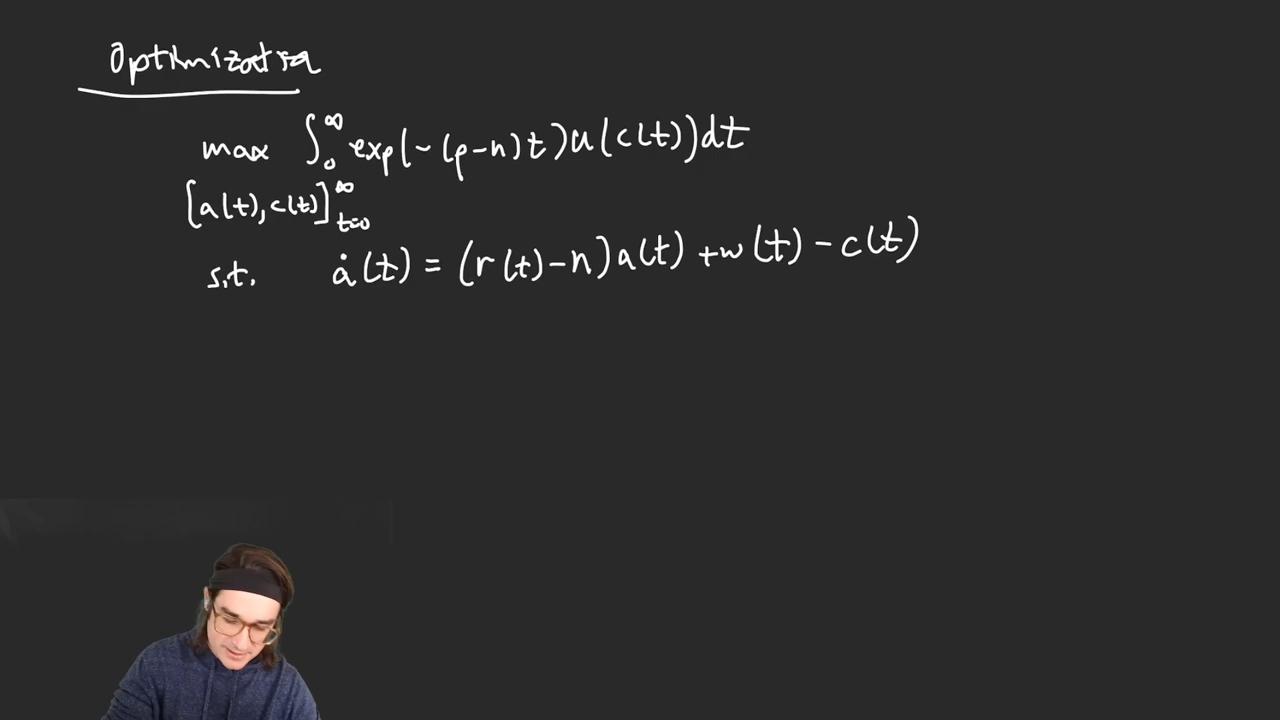 Optimization
max ∫₀^∞ exp(-(ρ-n)t)u(c(t))dt
[a(t),c(t)]_{t=0}^∞
s.t. ȧ(t) = (r(t)-n)a(t) +w(t) - c(t)